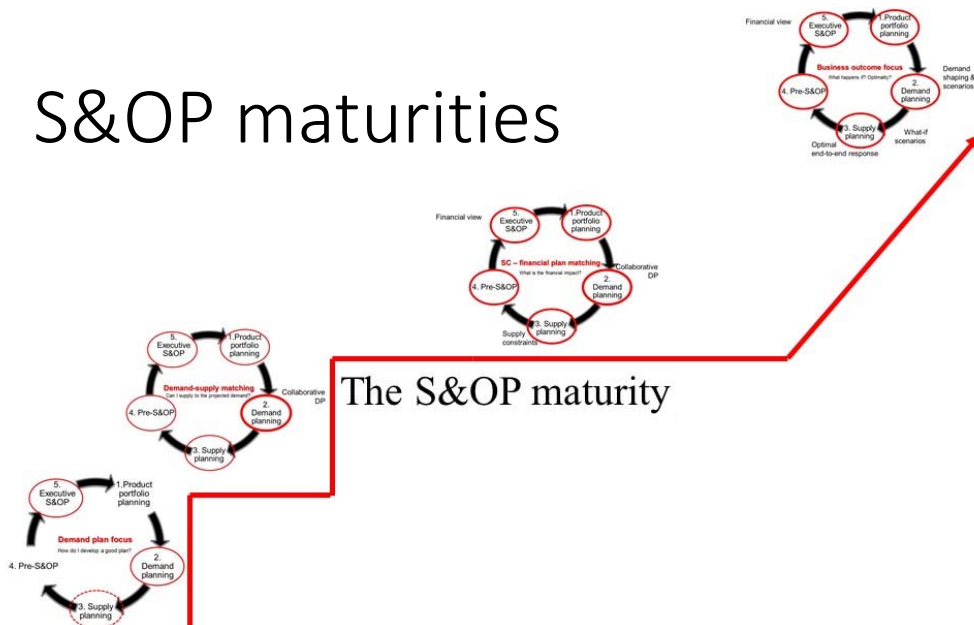 S&OP maturities
Financial view
5.
Executive
S&OP
1.Product
portfolio
planning
Business outcome focus
What happens if? Optimality?
4. Pre-S&OP
2.
Demand
planning
Demand
shaping &
scenarios
3. Supply
planning
What-if
scenarios
Optimal
end-to-end response
Financial view
5.
Executive
S&OP
1.Product
portfolio
planning
SC – financial plan matching
What is the financial impact?
Collaborative
DP
4. Pre-S&OP
2.
Demand
planning
3. Supply
planning
Supply
constraints
5.
Executive
S&OP
1.Product
portfolio
planning
Demand-supply matching
Can I supply to the projected demand?
Collaborative
DP
4. Pre-S&OP
2.
Demand
planning
3. Supply
planning
The S&OP maturity
5.
Executive
S&OP
1.Product
portfolio
planning
Demand plan focus
How do I develop a good plan?
4. Pre-S&OP
2.
Demand
planning
3. Supply
planning